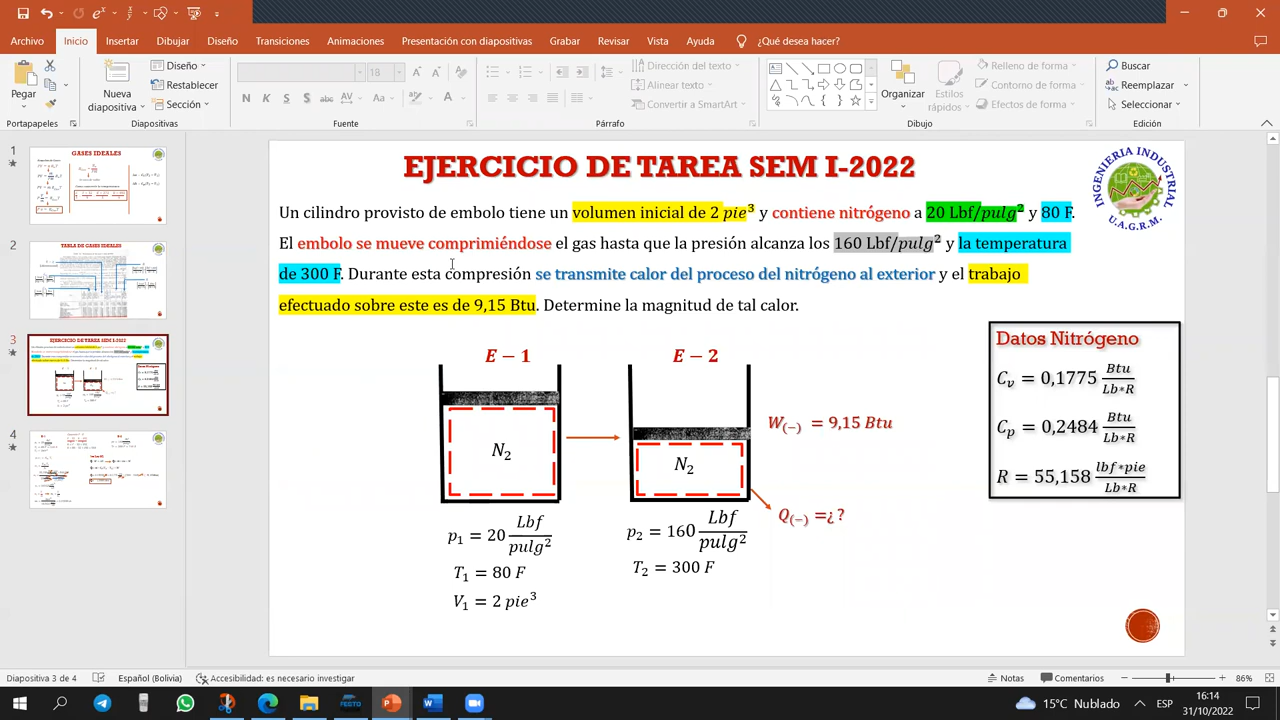 Archivo Inicio Insertar Dibujar Diseño Transiciones Animaciones Presentación con diapositivas Grabar Revisar Vista Ayuda ¿Qué desea hacer?
Pegar
Nueva diapositiva
Diseño
Restablecer
Sección
18
N K S abc AV Aa
Dirección del texto
Alinear texto
Convertir a SmartArt
Organizar
Estilos rápidos
Relleno de forma
Contorno de forma
Efectos de forma
Buscar
Reemplazar
Seleccionar
Portapapeles Diapositivas Fuente Párrafo Dibujo Edición
1
GASES IDEALES
2
TABLA DE GASES IDEALES
3
EJERCICIO DE TAREA SEM I-2022
4
EJERCICIO DE TAREA SEM I-2022
INGENIERIA INDUSTRIAL
U.A.G.R.M.
Un cilindro provisto de embolo tiene un volumen inicial de 2 pie³ y contiene nitrógeno a 20 Lbf/pulg² y 80 F.
El embolo se mueve comprimiéndose el gas hasta que la presión alcanza los 160 Lbf/pulg² y la temperatura
de 300 F. Durante esta compresión se transmite calor del proceso del nitrógeno al exterior y el trabajo
efectuado sobre este es de 9,15 Btu. Determine la magnitud de tal calor.
E − 1 E − 2
N₂ N₂
W(−) = 9,15 Btu
Q(−) =¿ ?
p₁ = 20 Lbf/pulg²
T₁ = 80 F
V₁ = 2 pie³
p₂ = 160 Lbf/pulg²
T₂ = 300 F
Datos Nitrógeno
Cv = 0,1775 Btu/Lb∗R
Cp = 0,2484 Btu/Lb∗R
R = 55,158 lbf∗pie/Lb∗R
Diapositiva 3 de 4 Español (Bolivia) Accesibilidad: es necesario investigar Notas Comentarios 86%
FESTO
15°C Nublado ESP 16:14
31/10/2022